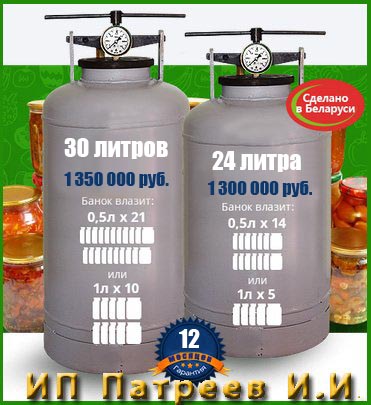 Сделано
в Беларуси
30 литров
1 350 000 руб.
Банок влазит:
0,5л x 21
или
1л x 10
24 литра
1 300 000 руб.
Банок влазит:
0,5л x 14
или
1л x 5
12
месяцев
Гарантия
ИП Патреев И.И.